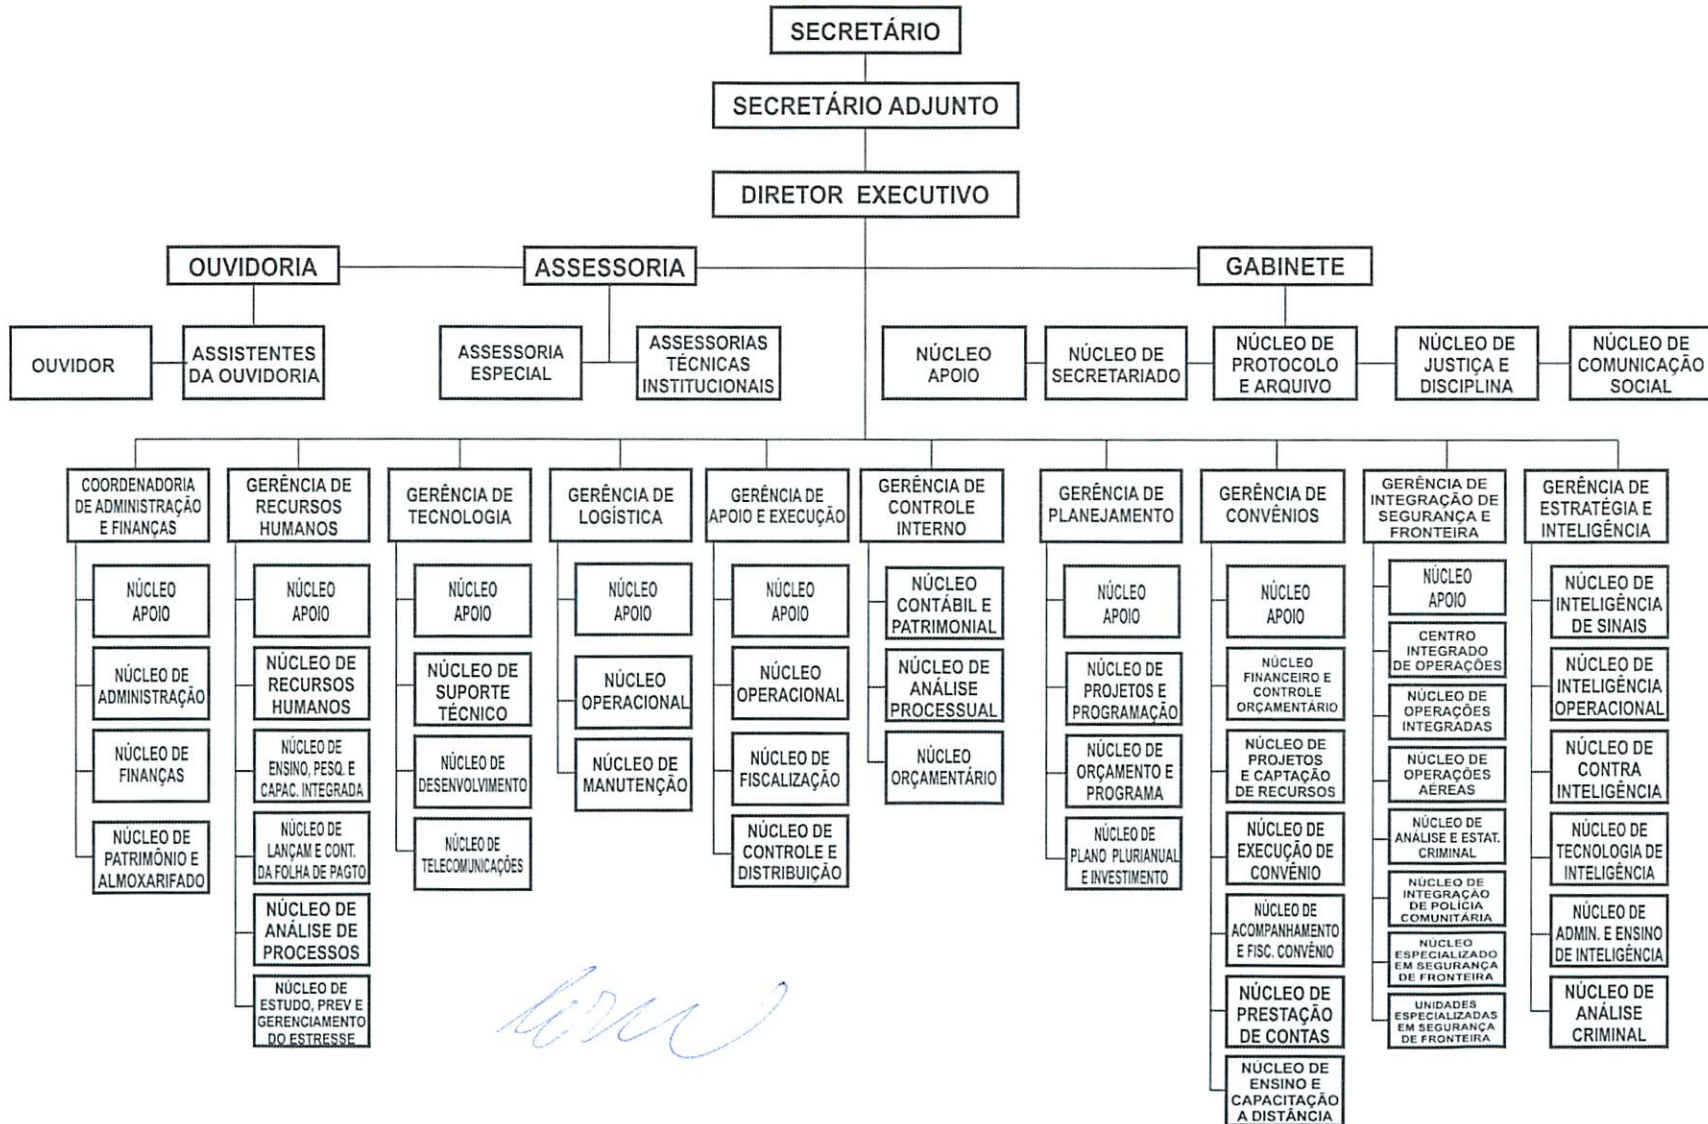 SECRETÁRIO
SECRETÁRIO ADJUNTO
DIRETOR EXECUTIVO
OUVIDORIA
ASSESSORIA
GABINETE
OUVIDOR
ASSISTENTES
DA OUVIDORIA
ASSESSORIA
ESPECIAL
ASSESSORIAS
TÉCNICAS
INSTITUCIONAIS
NÚCLEO
APOIO
NÚCLEO DE
SECRETARIADO
NÚCLEO DE
PROTOCOLO
E ARQUIVO
NÚCLEO DE
JUSTIÇA E
DISCIPLINA
NÚCLEO DE
COMUNICAÇÃO
SOCIAL
COORDENADORIA
DE ADMINISTRAÇÃO
E FINANÇAS
NÚCLEO
APOIO
NÚCLEO DE
ADMINISTRAÇÃO
NÚCLEO DE
FINANÇAS
NÚCLEO DE
PATRIMÔNIO E
ALMOXARIFADO
GERÊNCIA DE
RECURSOS
HUMANOS
NÚCLEO
APOIO
NÚCLEO DE
RECURSOS
HUMANOS
NÚCLEO DE
ENSINO, PESQ. E
CAPAC. INTEGRADA
NÚCLEO DE
LANÇAM E CONT.
DA FOLHA DE PAGTO
NÚCLEO DE
ANÁLISE DE
PROCESSOS
NÚCLEO DE
ESTUDO, PREV E
GERENCIAMENTO
DO ESTRESSE
GERÊNCIA DE
TECNOLOGIA
NÚCLEO
APOIO
NÚCLEO DE
SUPORTE
TÉCNICO
NÚCLEO DE
DESENVOLVIMENTO
NÚCLEO DE
TELECOMUNICAÇÕES
GERÊNCIA DE
LOGÍSTICA
NÚCLEO
APOIO
NÚCLEO
OPERACIONAL
NÚCLEO DE
MANUTENÇÃO
GERÊNCIA DE
APOIO E EXECUÇÃO
NÚCLEO
APOIO
NÚCLEO
OPERACIONAL
NÚCLEO DE
FISCALIZAÇÃO
NÚCLEO DE
CONTROLE E
DISTRIBUIÇÃO
GERÊNCIA DE
CONTROLE
INTERNO
NÚCLEO
CONTÁBIL E
PATRIMONIAL
NÚCLEO
DE ANÁLISE
PROCESSUAL
NÚCLEO
ORÇAMENTÁRIO
GERÊNCIA DE
PLANEJAMENTO
NÚCLEO
APOIO
NÚCLEO DE
PROJETOS E
PROGRAMAÇÃO
NÚCLEO DE
ORÇAMENTO E
PROGRAMA
NÚCLEO DE
PLANO PLURIANUAL
E INVESTIMENTO
GERÊNCIA DE
CONVÊNIOS
NÚCLEO
APOIO
NÚCLEO
FINANCEIRO E
CONTROLE
ORÇAMENTÁRIO
NÚCLEO DE
PROJETOS
E CAPTAÇÃO
DE RECURSOS
NÚCLEO DE
EXECUÇÃO DE
CONVÊNIO
NÚCLEO DE
ACOMPANHAMENTO
E FISC. CONVÊNIO
NÚCLEO DE
PRESTAÇÃO
DE CONTAS
NÚCLEO DE
ENSINO E
CAPACITAÇÃO
A DISTÂNCIA
GERÊNCIA DE
INTEGRAÇÃO DE
SEGURANÇA E
FRONTEIRA
NÚCLEO
APOIO
CENTRO
INTEGRADO
DE OPERAÇÕES
NÚCLEO DE
OPERAÇÕES
INTEGRADAS
NÚCLEO DE
OPERAÇÕES
AÉREAS
NÚCLEO DE
ANÁLISE E ESTAT.
CRIMINAL
NÚCLEO DE
INTEGRAÇÃO
DE POLÍCIA
COMUNITÁRIA
NÚCLEO
ESPECIALIZADO
EM SEGURANÇA
DE FRONTEIRA
UNIDADES
ESPECIALIZADAS
EM SEGURANÇA
DE FRONTEIRA
GERÊNCIA DE
ESTRATÉGIA E
INTELIGÊNCIA
NÚCLEO DE
INTELIGÊNCIA
DE SINAIS
NÚCLEO DE
INTELIGÊNCIA
OPERACIONAL
NÚCLEO DE
CONTRA
INTELIGÊNCIA
NÚCLEO DE
TECNOLOGIA DE
INTELIGÊNCIA
NÚCLEO DE
ADMIN. E ENSINO
DE INTELIGÊNCIA
NÚCLEO DE
ANÁLISE
CRIMINAL